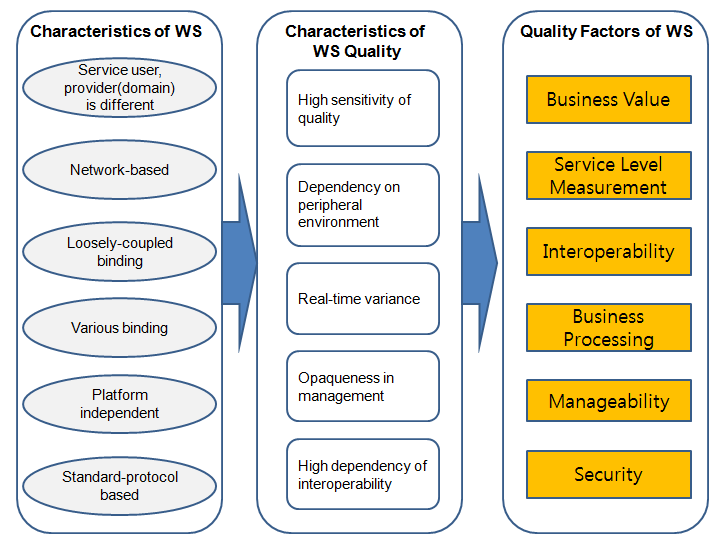 Characteristics of WS
Service user,
provider(domain)
is different
Network-based
Loosely-coupled
binding
Various binding
Platform
independent
Standard-protocol
based
Characteristics of
WS Quality
High sensitivity of
quality
Dependency on
peripheral
environment
Real-time variance
Opaqueness in
management
High dependency of
interoperability
Quality Factors of WS
Business Value
Service Level
Measurement
Interoperability
Business
Processing
Manageability
Security